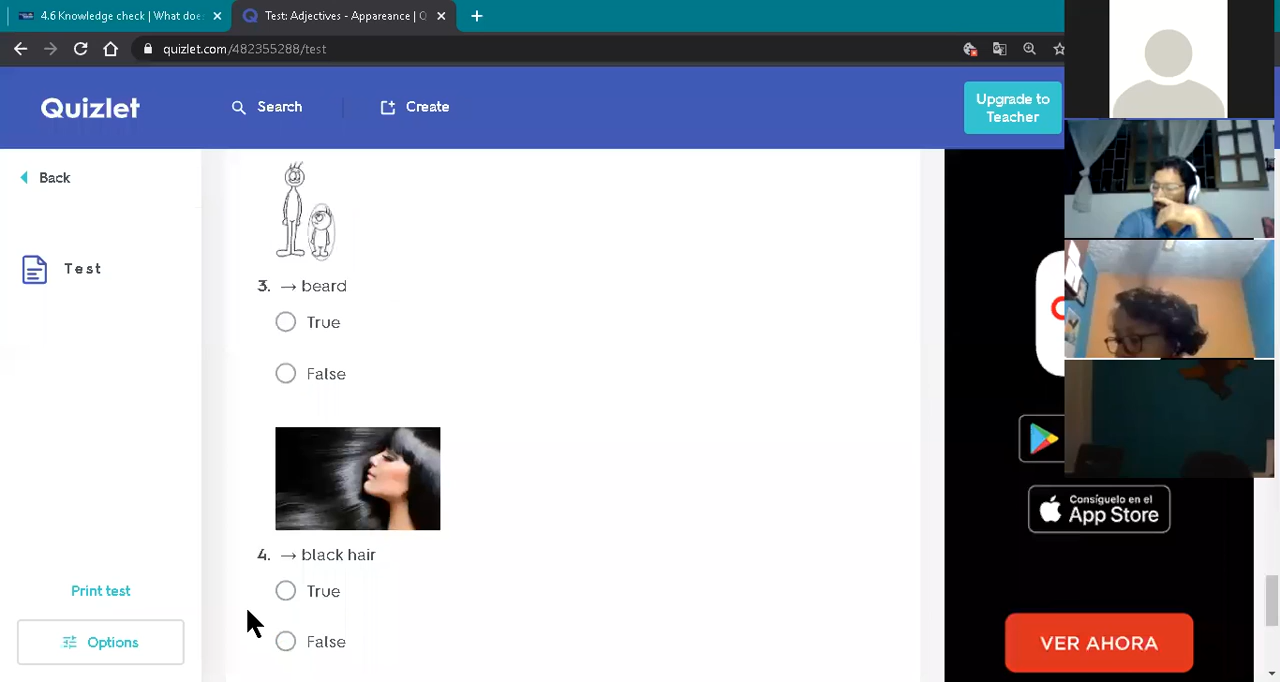 4.6 Knowledge check | What doe
Test: Adjectives - Appareance | Q
quizlet.com/482355288/test
Quizlet
Search
Create
Upgrade to
Teacher
Back
Test
3. → beard
True
False
4. → black hair
True
False
Print test
Options
Consíguelo en el
App Store
VER AHORA